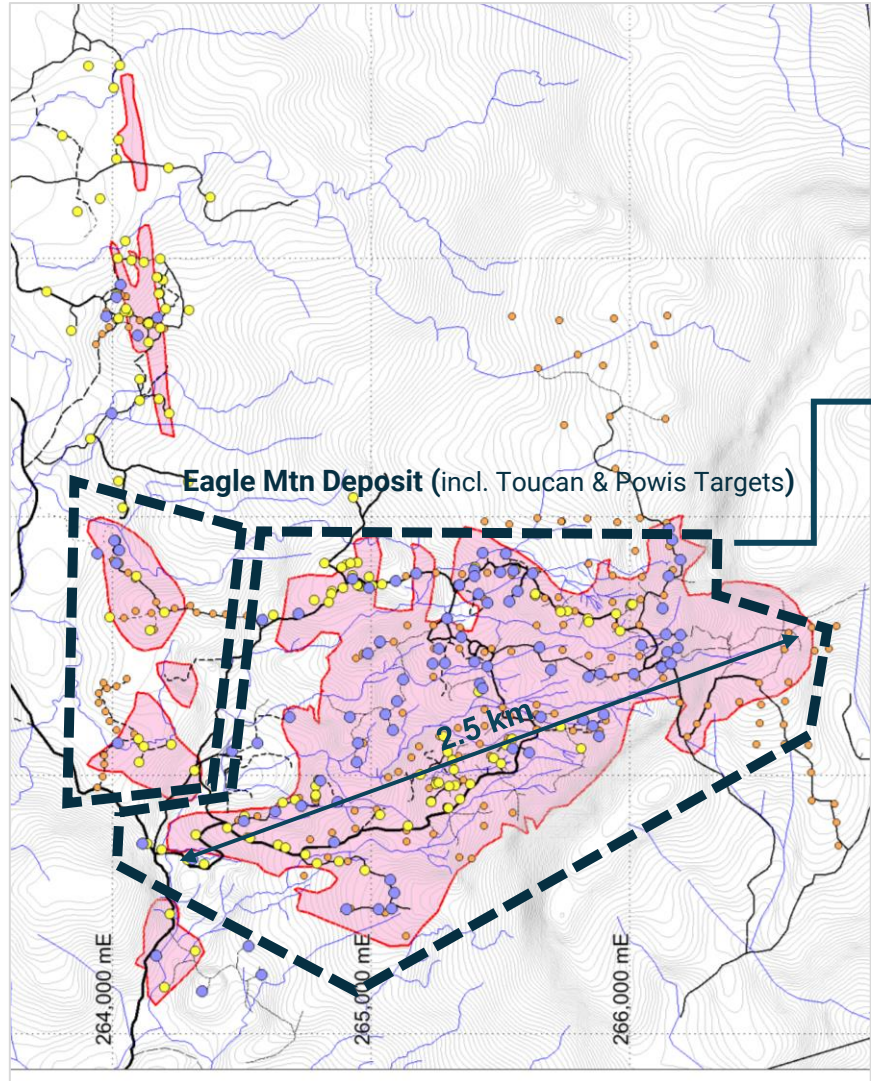 Eagle Mtn Deposit (incl. Toucan & Powis Targets)
2.5 km
264,000 mE
265,000 mE
266,000 mE